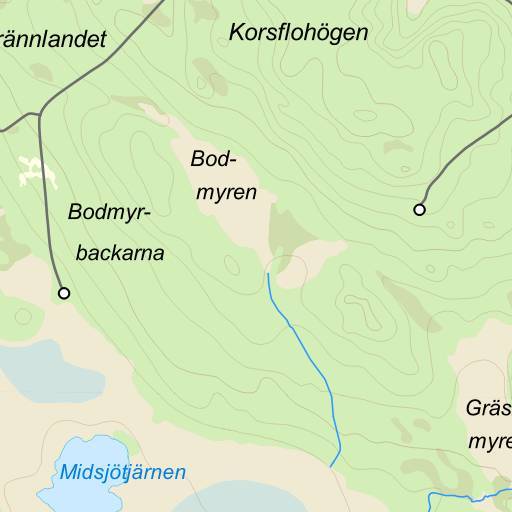 Korsflohögen
rännlandet
Bod-
myren
Bodmyr-
backarna
Gräs
myre
Midsjötjärnen